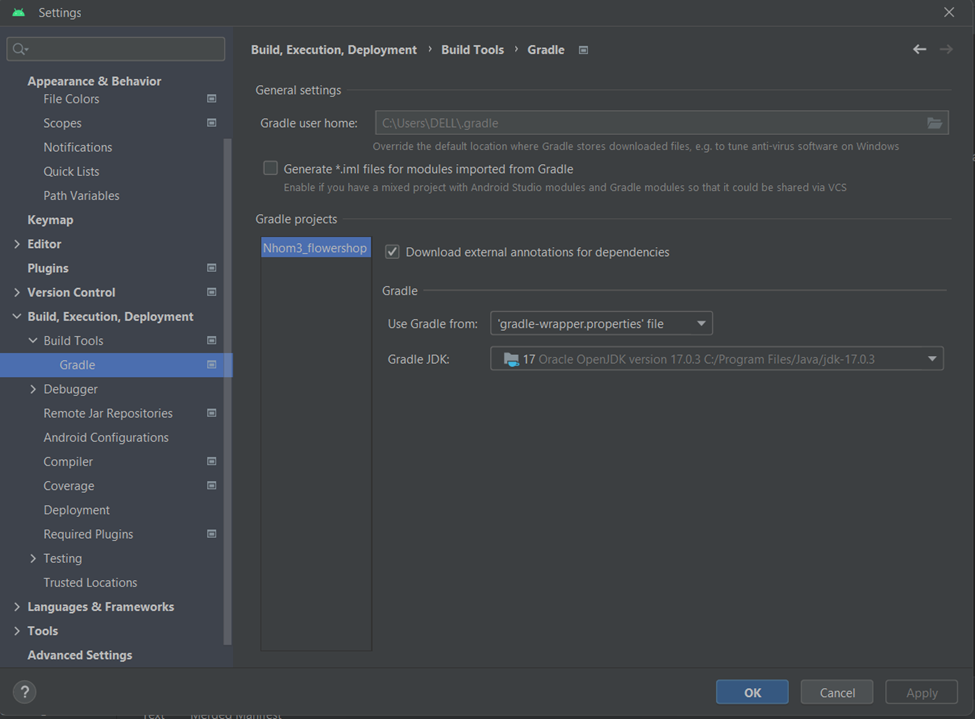 Settings
Appearance & Behavior
File Colors
Scopes
Notifications
Quick Lists
Path Variables
Keymap
Editor
Plugins
Version Control
Build, Execution, Deployment
Build Tools
Gradle
Debugger
Remote Jar Repositories
Android Configurations
Compiler
Coverage
Deployment
Required Plugins
Testing
Trusted Locations
Languages & Frameworks
Tools
Advanced Settings
Build, Execution, Deployment › Build Tools › Gradle
General settings
Gradle user home: C:\Users\DELL\.gradle
Override the default location where Gradle stores downloaded files, e.g. to tune anti-virus software on Windows
Generate *.iml files for modules imported from Gradle
Enable if you have a mixed project with Android Studio modules and Gradle modules so that it could be shared via VCS
Gradle projects
Nhom3_flowershop
Download external annotations for dependencies
Gradle
Use Gradle from: 'gradle-wrapper.properties' file
Gradle JDK: 17 Oracle OpenJDK version 17.0.3 C:/Program Files/Java/jdk-17.0.3
?
OK Cancel Apply
Text Merged Manifest